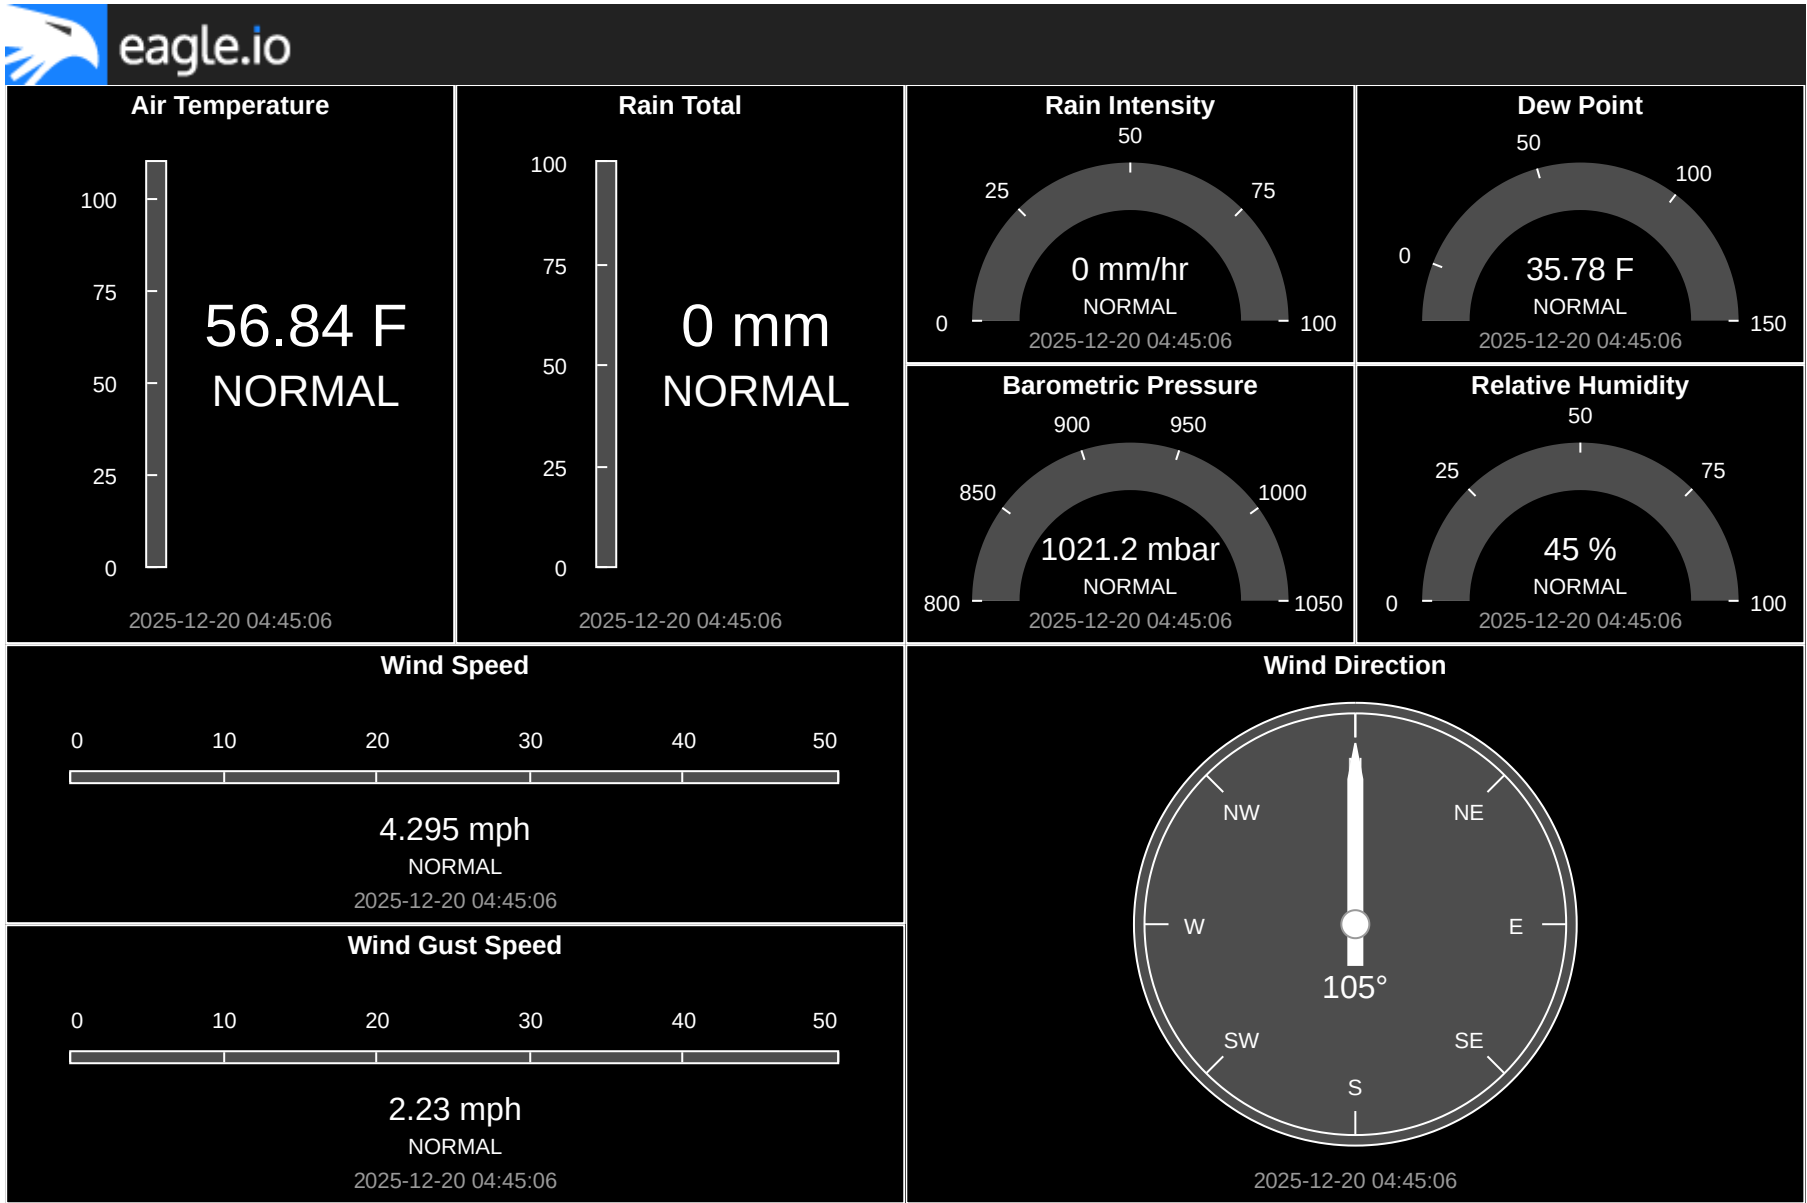 eagle.io
Air Temperature
100
75
50
25
0
56.84 F
NORMAL
2025-12-20 04:45:06
Rain Total
100
75
50
25
0
0 mm
NORMAL
2025-12-20 04:45:06
Rain Intensity
50
25
75
0
100
0 mm/hr
NORMAL
2025-12-20 04:45:06
Dew Point
50
100
0
150
35.78 F
NORMAL
2025-12-20 04:45:06
Barometric Pressure
900
950
850
1000
800
1050
1021.2 mbar
NORMAL
2025-12-20 04:45:06
Relative Humidity
50
25
75
0
100
45 %
NORMAL
2025-12-20 04:45:06
Wind Speed
0 10 20 30 40 50
4.295 mph
NORMAL
2025-12-20 04:45:06
Wind Gust Speed
0 10 20 30 40 50
2.23 mph
NORMAL
2025-12-20 04:45:06
Wind Direction
NW
NE
W
E
105°
SW
SE
S
2025-12-20 04:45:06